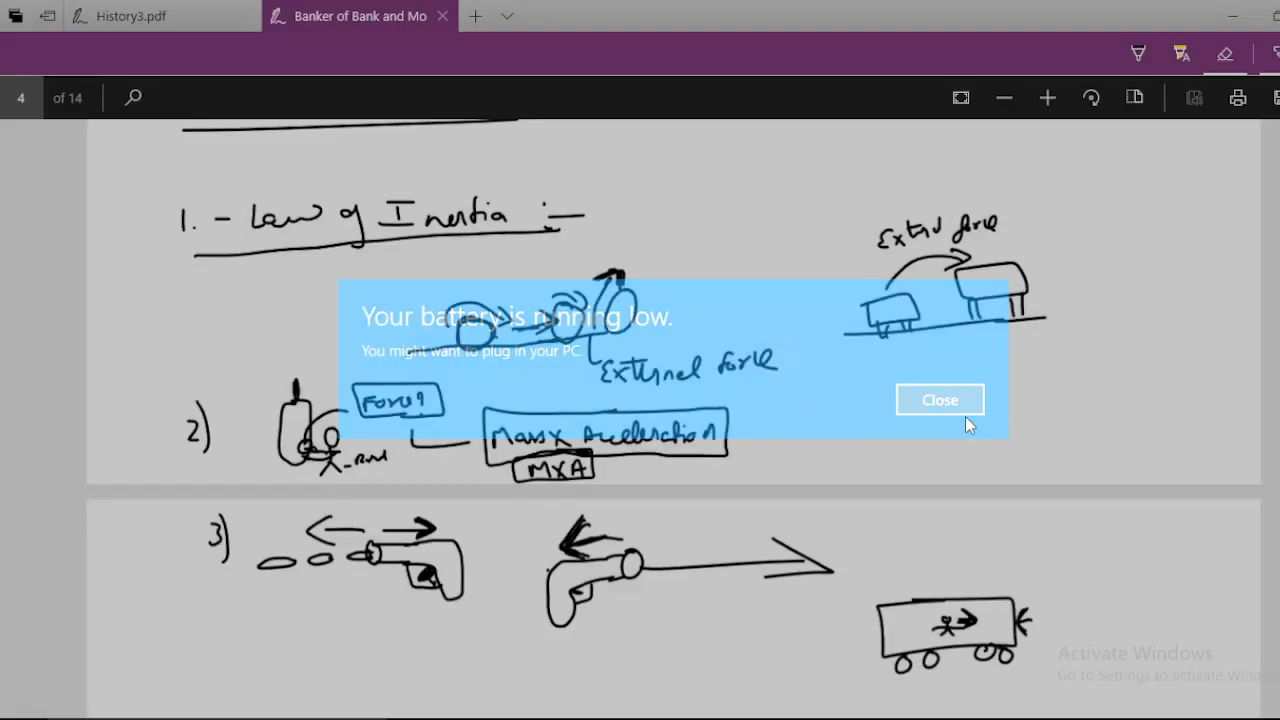 History3.pdf
Banker of Bank and Mo
4 of 14
1. - Law of Inertia :-
Extrnl force
Your battery is running low.
You might want to plug in your PC.
External force
Close
2)
Force?
Mass x Acceleration
MXA
3)
Activate Windows
Go to Settings to activate Windo